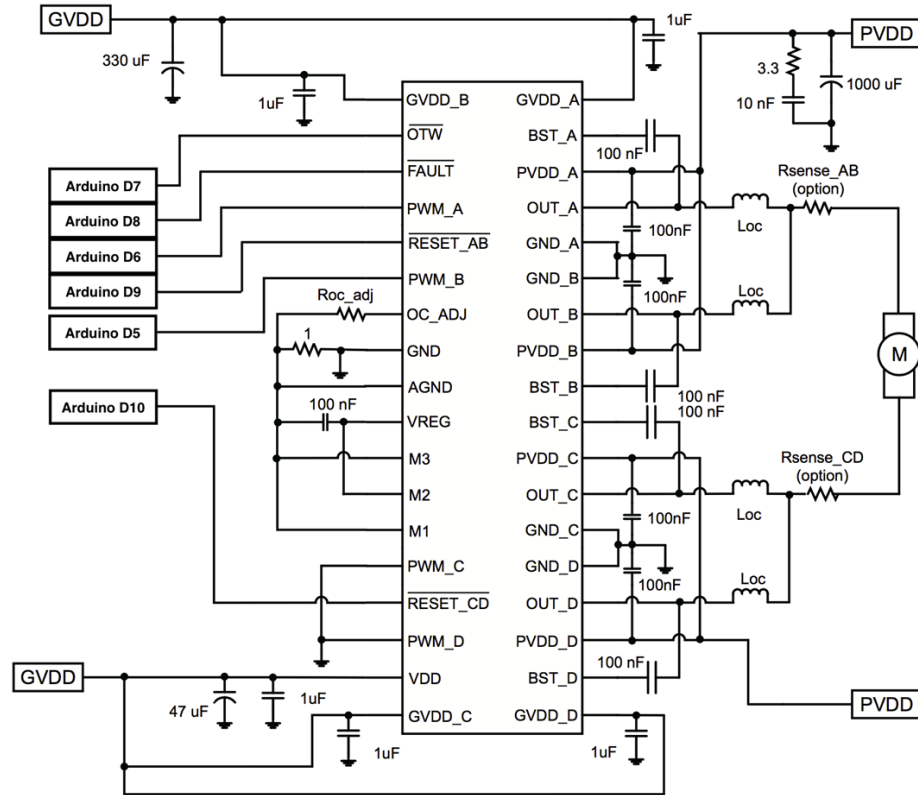 GVDD
1uF
PVDD
330 uF
3.3
1000 uF
1uF
10 nF
GVDD_B
GVDD_A
OTW
BST_A
100 nF
Arduino D7
FAULT
PVDD_A
Rsense_AB
(option)
Arduino D8
PWM_A
OUT_A
Loc
Arduino D6
100nF
RESET_AB
GND_A
Arduino D9
PWM_B
GND_B
100nF
Roc_adj
Loc
Arduino D5
OC_ADJ
OUT_B
1
GND
PVDD_B
M
AGND
BST_B
100 nF
Arduino D10
100 nF
100 nF
VREG
BST_C
M3
PVDD_C
Rsense_CD
(option)
M2
OUT_C
Loc
100nF
M1
GND_C
PWM_C
GND_D
100nF
Loc
RESET_CD
OUT_D
PWM_D
PVDD_D
100 nF
GVDD
VDD
BST_D
47 uF
1uF
PVDD
GVDD_C
GVDD_D
1uF
1uF